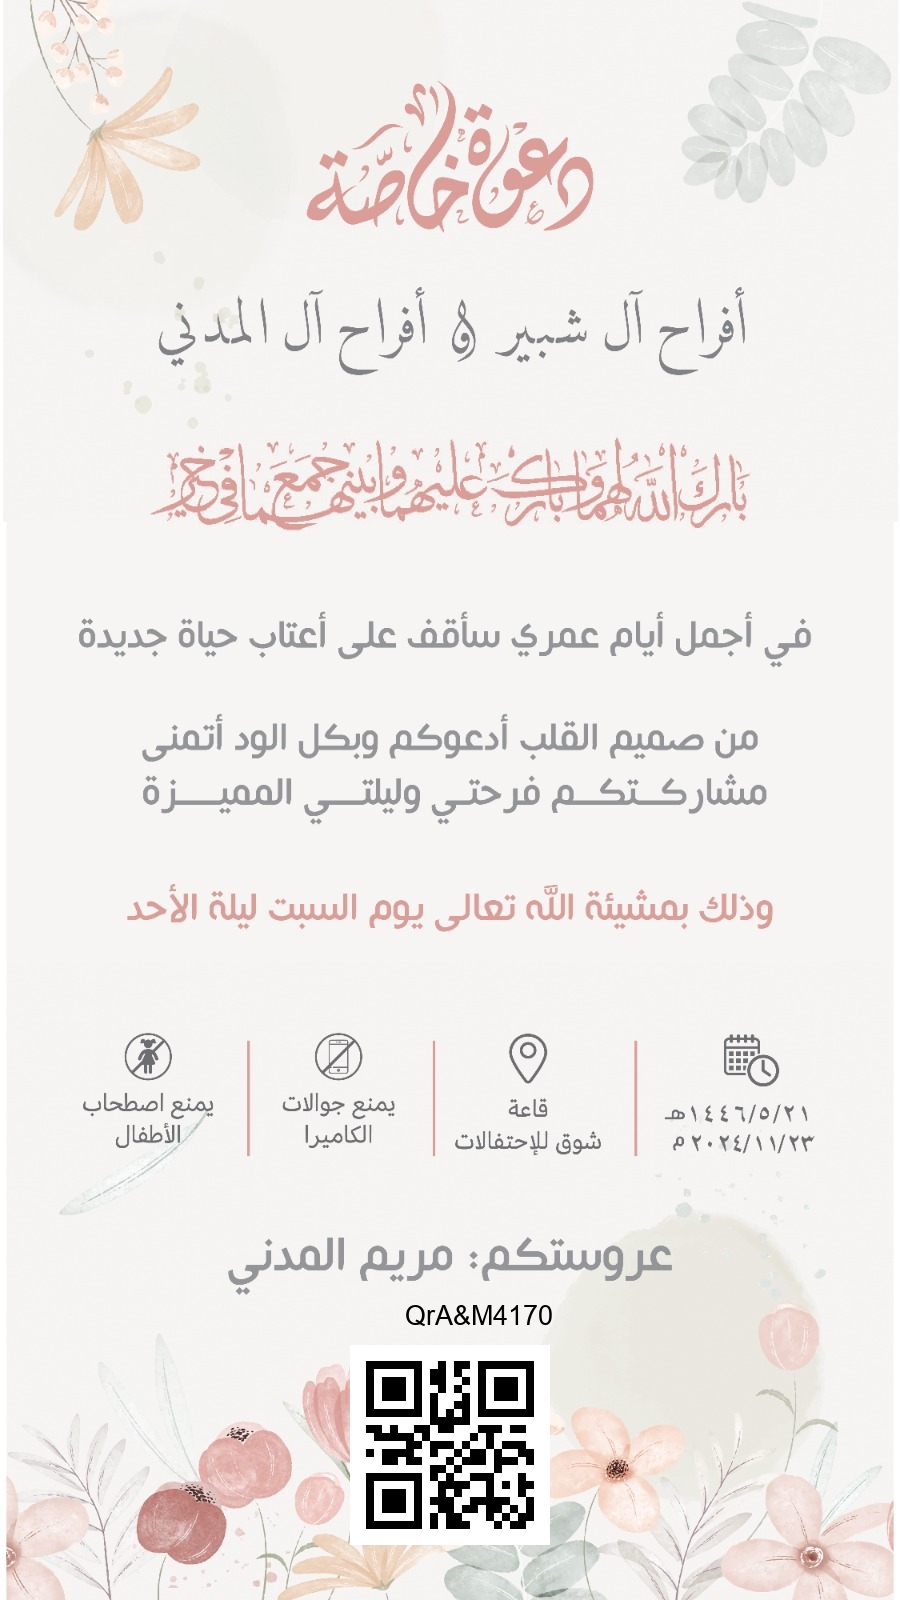 دعوة خاصّة
أفراح آل شبير و أفراح آل المدني
بارك الله لهما وبارك عليهما وجمع بينهما في خير
في أجمل أيام عمري سأقف على أعتاب حياة جديدة
من صميم القلب أدعوكم وبكل الود أتمنى
مشاركتكم فرحتي وليلتي المميزة
وذلك بمشيئة الله تعالى يوم السبت ليلة الأحد
١٤٤٦/٥/٢١هـ
٢٠٢٤/١١/٢٣م
قاعة
شوق للإحتفالات
يمنع جوالات
الكاميرا
يمنع اصطحاب
الأطفال
عروستكم: مريم المدني
QrA&M4170